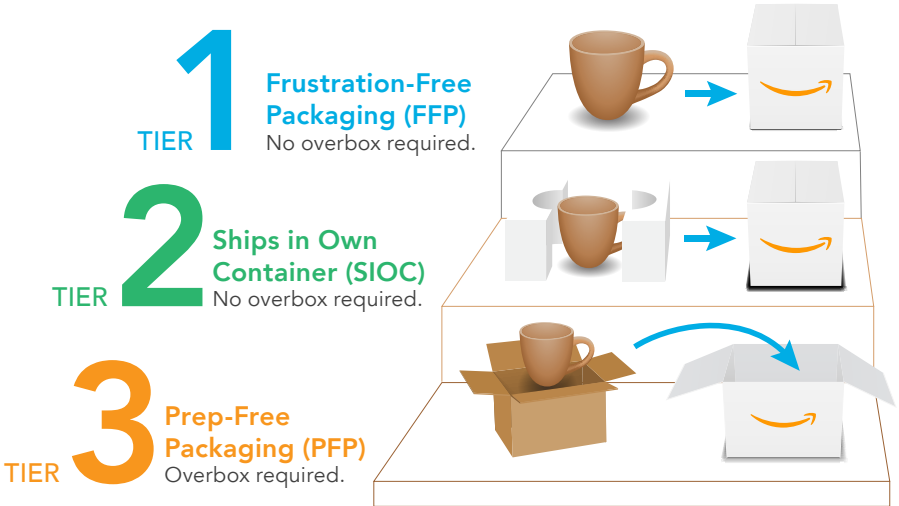 TIER 1
Frustration-Free
Packaging (FFP)
No overbox required.
TIER 2
Ships in Own
Container (SIOC)
No overbox required.
TIER 3
Prep-Free
Packaging (PFP)
Overbox required.